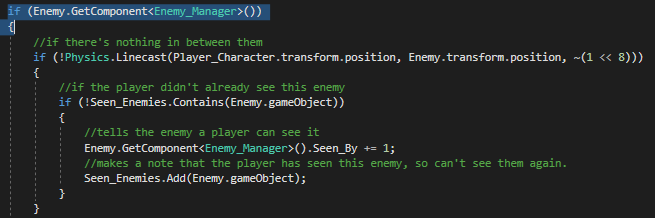 if (Enemy.GetComponent<Enemy_Manager>())
{
//if there's nothing in between them
if (!Physics.Linecast(Player_Character.transform.position, Enemy.transform.position, ~(1 << 8)))
{
//if the player didn't already see this enemy
if (!Seen_Enemies.Contains(Enemy.gameObject))
{
//tells the enemy a player can see it
Enemy.GetComponent<Enemy_Manager>().Seen_By += 1;
//makes a note that the player has seen this enemy, so can't see them again.
Seen_Enemies.Add(Enemy.gameObject);
}
}